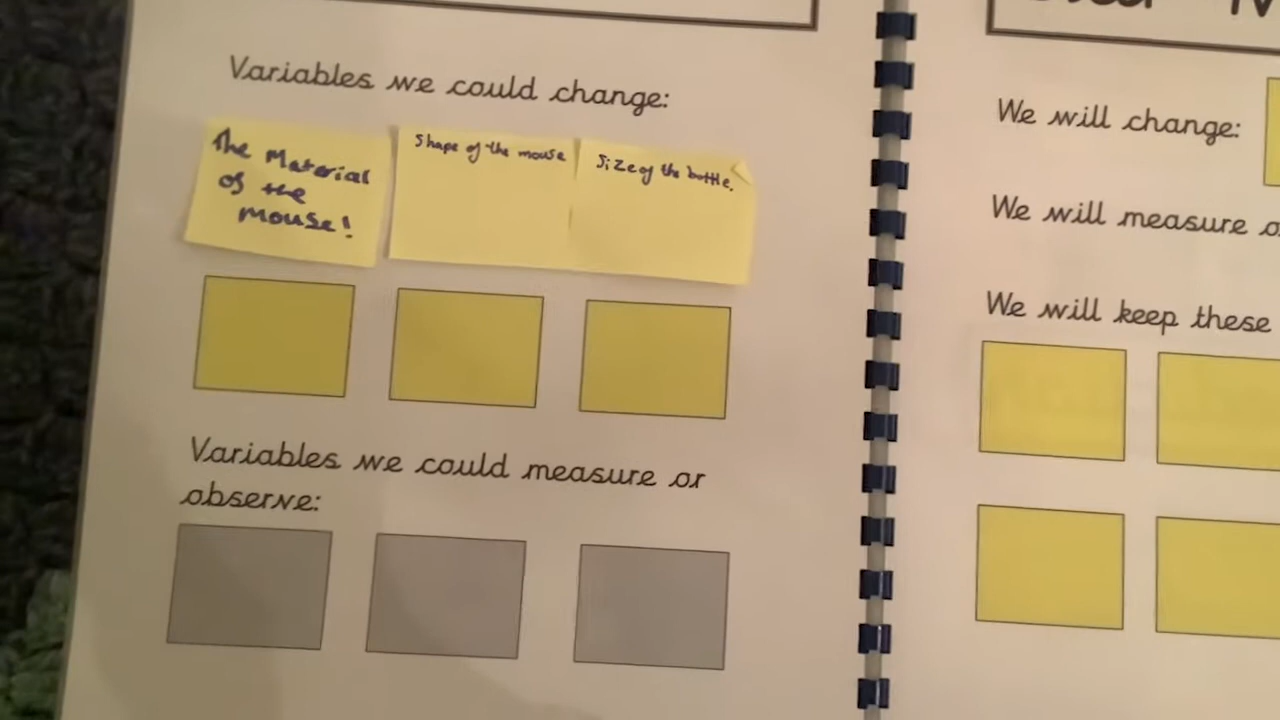 Variables we could change:
The Material
of the
mouse!
Shape of the mouse
Size of the bottle.
Variables we could measure or
observe:
We will change:
We will measure o
We will keep these